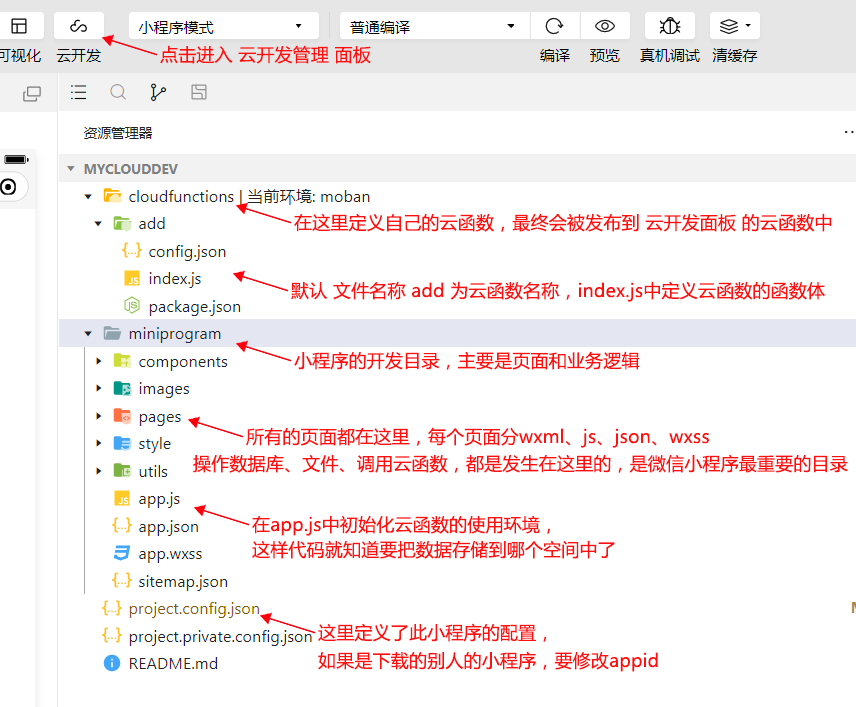 小程序模式
普通编译
可视化
云开发
点击进入 云开发管理 面板
编译
预览
真机调试
清缓存
资源管理器
MYCLOUDDEV
cloudfunctions | 当前环境: moban
在这里定义自己的云函数，最终会被发布到 云开发面板 的云函数中
add
config.json
index.js
默认 文件名称 add 为云函数名称，index.js中定义云函数的函数体
package.json
miniprogram
小程序的开发目录，主要是页面和业务逻辑
components
images
pages
所有的页面都在这里，每个页面分wxml、js、json、wxss
style
操作数据库、文件、调用云函数，都是发生在这里的，是微信小程序最重要的目录
utils
app.js
在app.js中初始化云函数的使用环境，
app.json
这样代码就知道要把数据存储到哪个空间中了
app.wxss
sitemap.json
project.config.json
这里定义了此小程序的配置，
project.private.config.json
如果是下载的别人的小程序，要修改appid
README.md